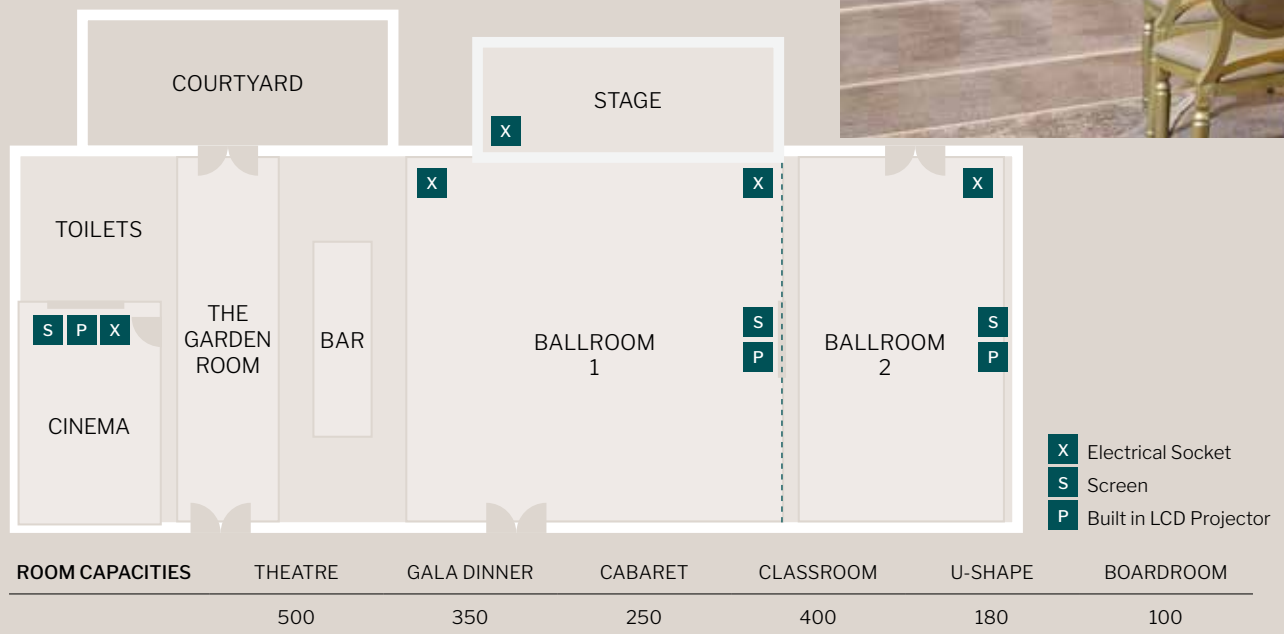 COURTYARD
STAGE
X
X
X
X
TOILETS
S P X
THE
GARDEN
ROOM
BAR
BALLROOM
1
S
P
BALLROOM
2
S
P
CINEMA
X Electrical Socket
S Screen
P Built in LCD Projector
ROOM CAPACITIES THEATRE GALA DINNER CABARET CLASSROOM U-SHAPE BOARDROOM
500 350 250 400 180 100